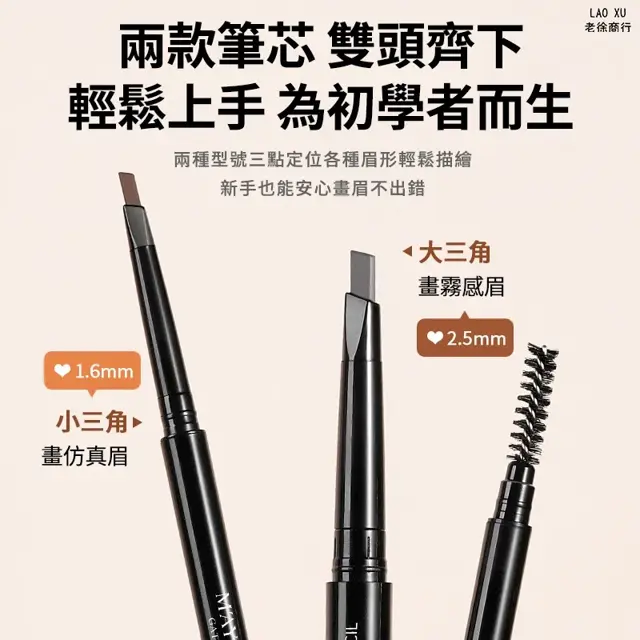 LAO XU
老徐商行
兩款筆芯 雙頭齊下
輕鬆上手 為初學者而生
兩種型號三點定位各種眉形輕鬆描繪
新手也能安心畫眉不出錯
大三角
畫霧感眉
2.5mm
1.6mm
小三角
畫仿真眉
MAY